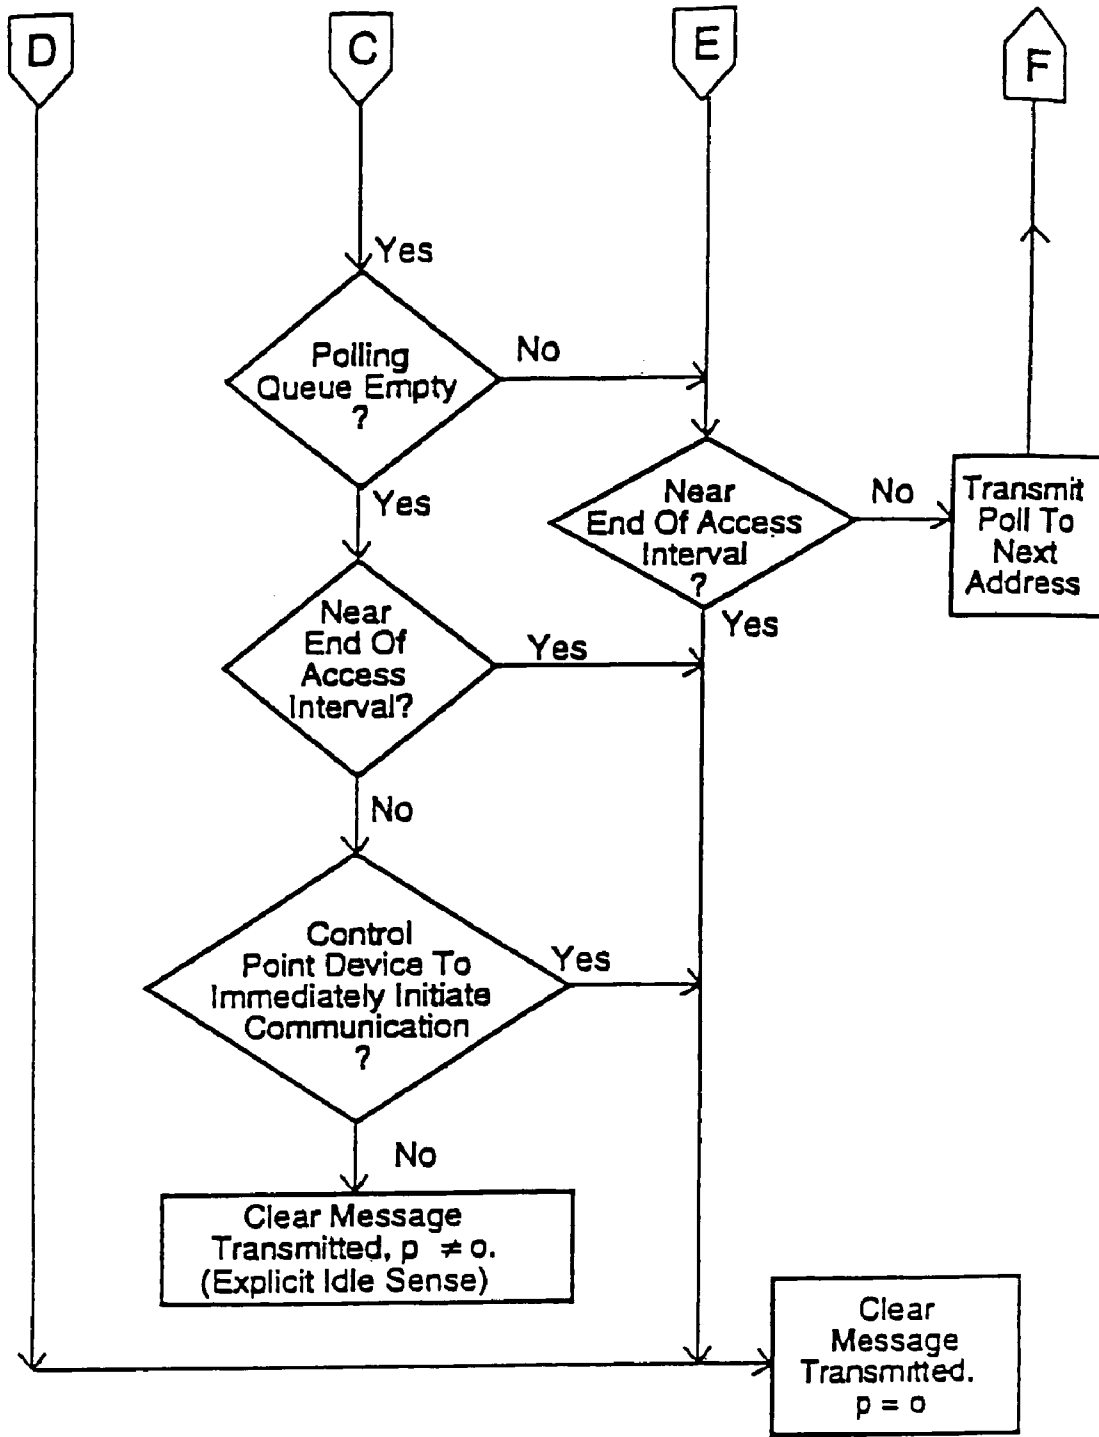 D
C
E
F
Yes
Polling
Queue Empty
?
No
Yes
Near
End Of Access
Interval
?
No
Transmit
Poll To
Next
Address
Yes
Near
End Of
Access
Interval?
Yes
No
Control
Point Device To
Immediately Initiate
Communication
?
Yes
No
Clear Message
Transmitted, p ≠ o.
(Explicit Idle Sense)
Clear
Message
Transmitted.
p = o